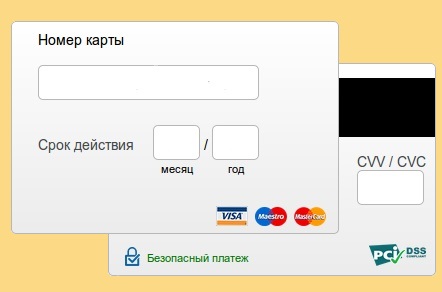 Номер карты
Срок действия
/
месяц
год
VISA
Maestro
MasterCard
CVV / CVC
Безопасный платеж
PCI DSS
COMPLIANT